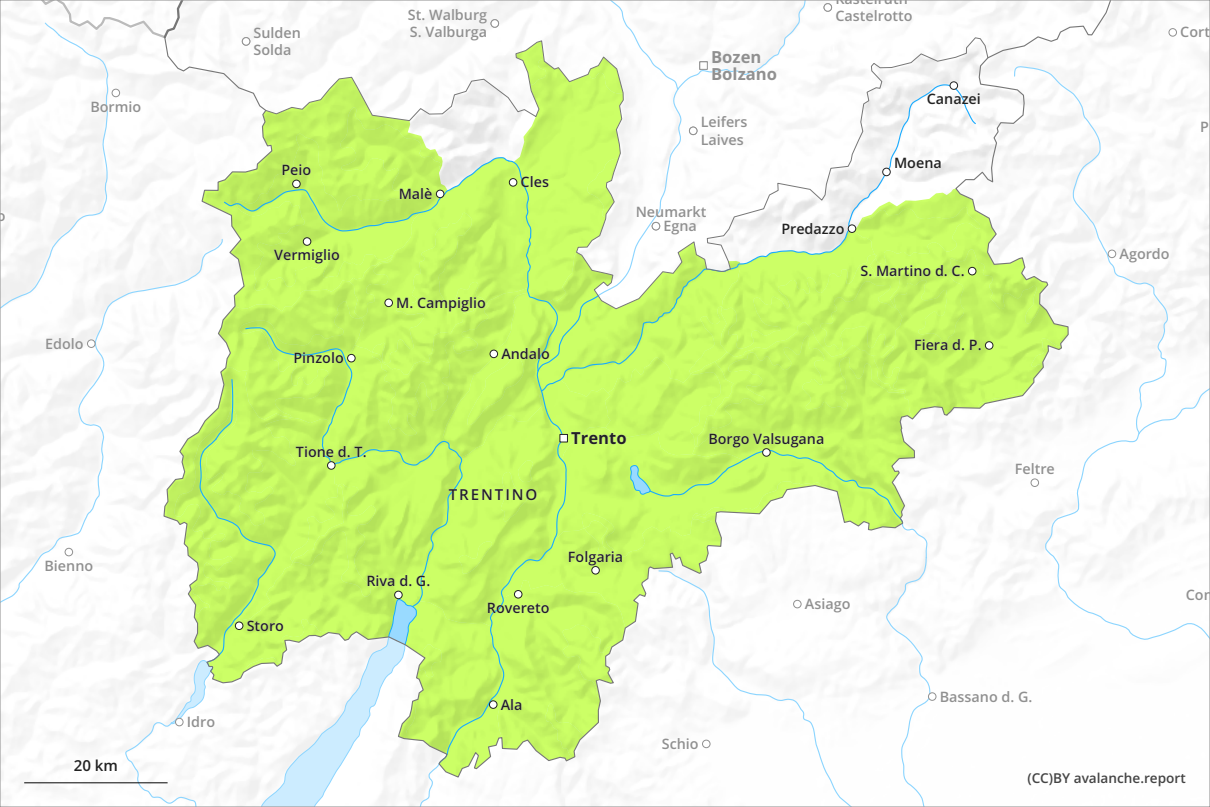 Kastelruth
Castelrotto
St. Walburg
S. Valburga
Sulden
Solda
Cort
Bozen
Bolzano
Bormio
Canazei
Leifers
Laives
P
Moena
Peio
Malè
Cles
Neumarkt
Egna
Predazzo
Vermiglio
Agordo
S. Martino d. C.
M. Campiglio
Edolo
Pinzolo
Andalo
Fiera d. P.
Trento
Borgo Valsugana
Tione d. T.
Feltre
TRENTINO
Bienno
Folgaria
Riva d. G.
Rovereto
Asiago
Cor
Storo
Bassano d. G.
Ala
Idro
Schio
20 km
(CC)BY avalanche.report